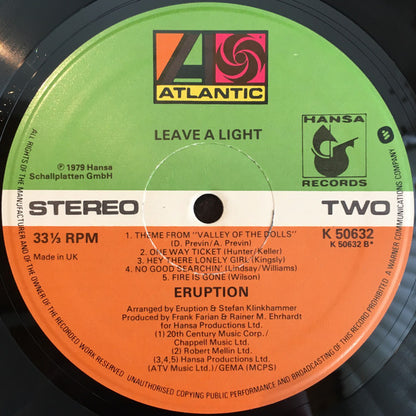 ATLANTIC
LEAVE A LIGHT
HANSA
RECORDS
℗ 1979 Hansa
Schallplatten GmbH
STEREO
TWO
33⅓ RPM
K 50632
K 50632 B*
Made in UK
1. THEME FROM "VALLEY OF THE DOLLS"
(D. Previn/A. Previn)
2. ONE WAY TICKET (Hunter/Keller)
3. HEY THERE LONELY GIRL (Kingsly)
4. NO GOOD SEARCHIN' (Lindsay/Williams)
5. FIRE IS GONE (Wilson)
ERUPTION
Arranged by Eruption & Stefan Klinkhammer
Produced by Frank Farian & Rainer M. Ehrhardt
for Hansa Productions Ltd.
(1) 20th Century Music Corp./
Chappell Music Ltd.
(2) Robert Mellin Ltd.
(3,4,5) Hansa Productions Ltd.
(ATV Music Ltd.)/GEMA (MCPS)
ALL RIGHTS OF THE MANUFACTURER AND OF THE OWNER OF THE RECORDED WORK RESERVED. UNAUTHORISED COPYING PUBLIC PERFORMANCE AND BROADCASTING OF THIS RECORD PROHIBITED. A WARNER COMMUNICATIONS COMPANY